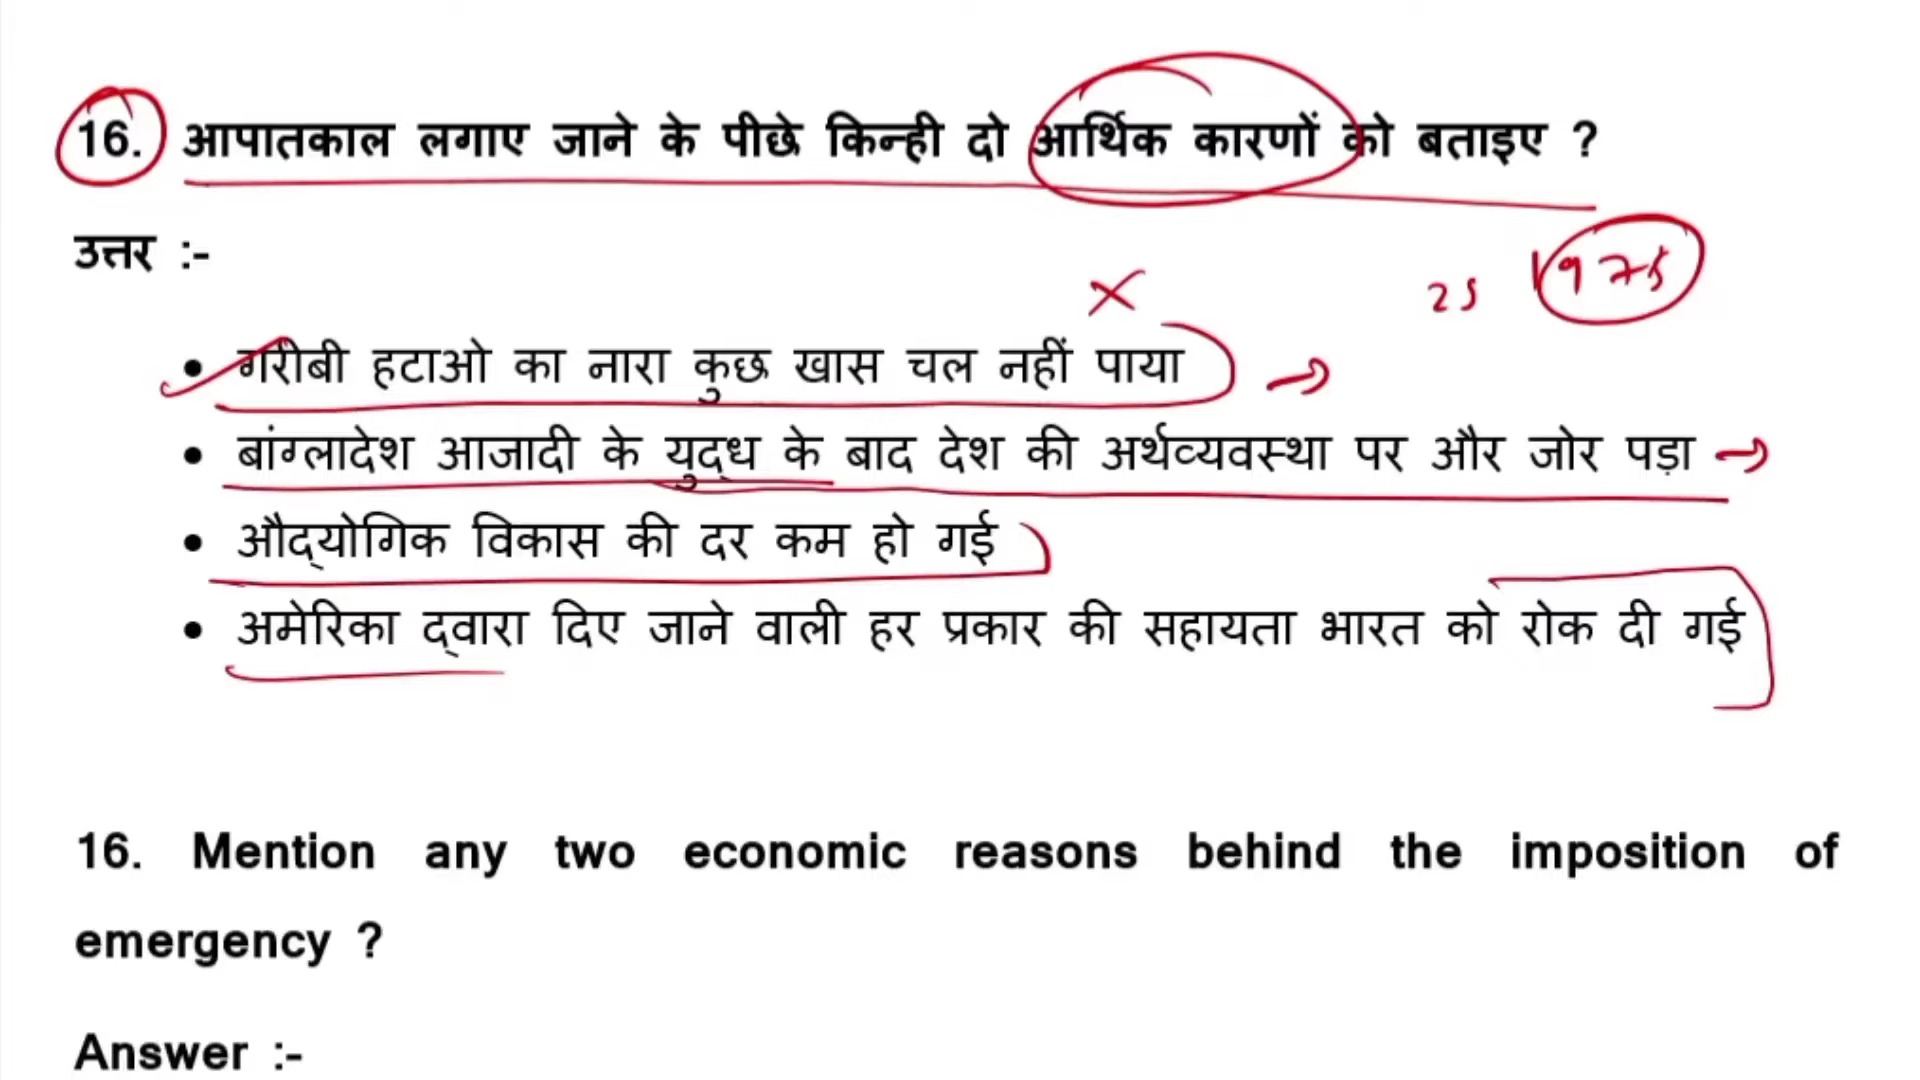 16. आपातकाल लगाए जाने के पीछे किन्ही दो आर्थिक कारणों को बताइए ?
उत्तर :-
25 1975
• गरीबी हटाओ का नारा कुछ खास चल नहीं पाया
• बांग्लादेश आजादी के युद्ध के बाद देश की अर्थव्यवस्था पर और जोर पड़ा
• औद्योगिक विकास की दर कम हो गई
• अमेरिका द्वारा दिए जाने वाली हर प्रकार की सहायता भारत को रोक दी गई
16. Mention any two economic reasons behind the imposition of
emergency ?
Answer :-